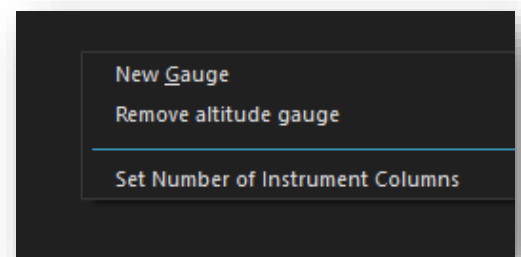 New Gauge
Remove altitude gauge
Set Number of Instrument Columns